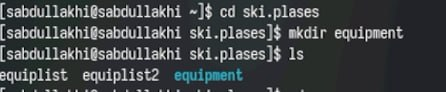 [sabdullakhi@sabdullakhi ~]$ cd ski.plases
[sabdullakhi@sabdullakhi ski.plases]$ mkdir equipment
[sabdullakhi@sabdullakhi ski.plases]$ ls
equiplist equiplist2 equipment